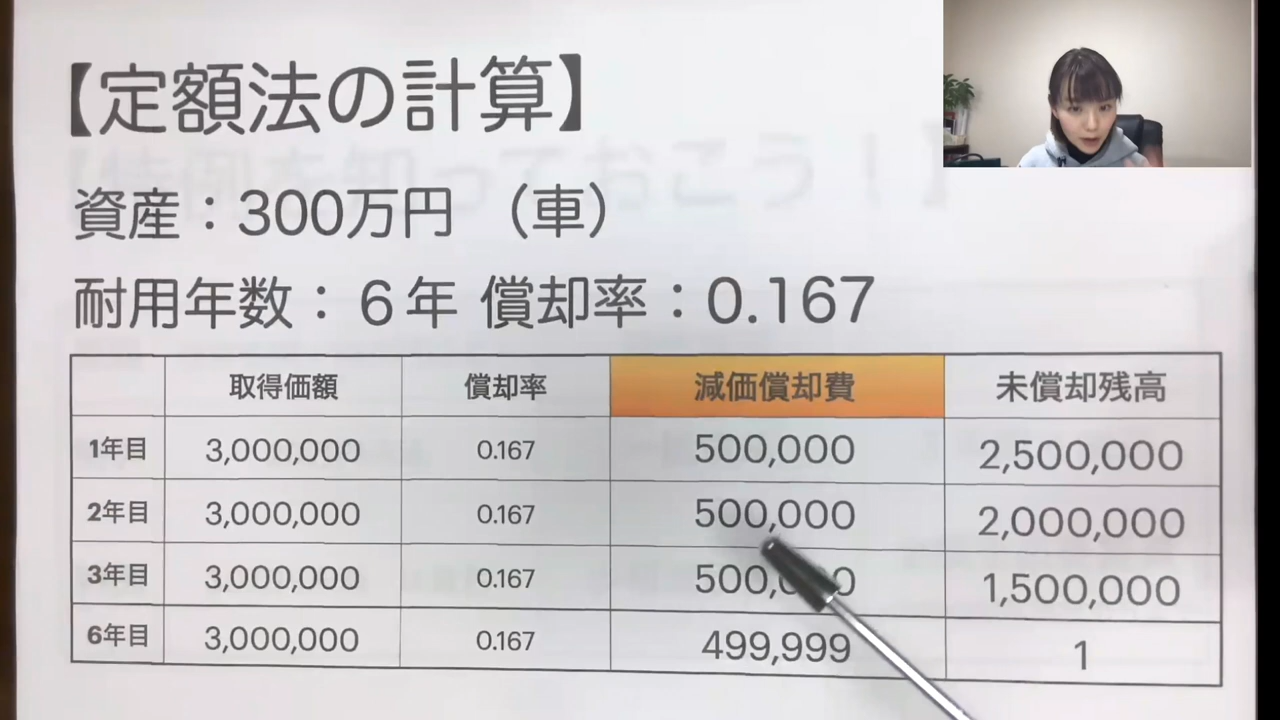 【定額法の計算】
資産：300万円 （車）
耐用年数：６年 償却率：0.167
取得価額 償却率 減価償却費 未償却残高
1年目 3,000,000 0.167 500,000 2,500,000
2年目 3,000,000 0.167 500,000 2,000,000
3年目 3,000,000 0.167 500,000 1,500,000
6年目 3,000,000 0.167 499,999 1